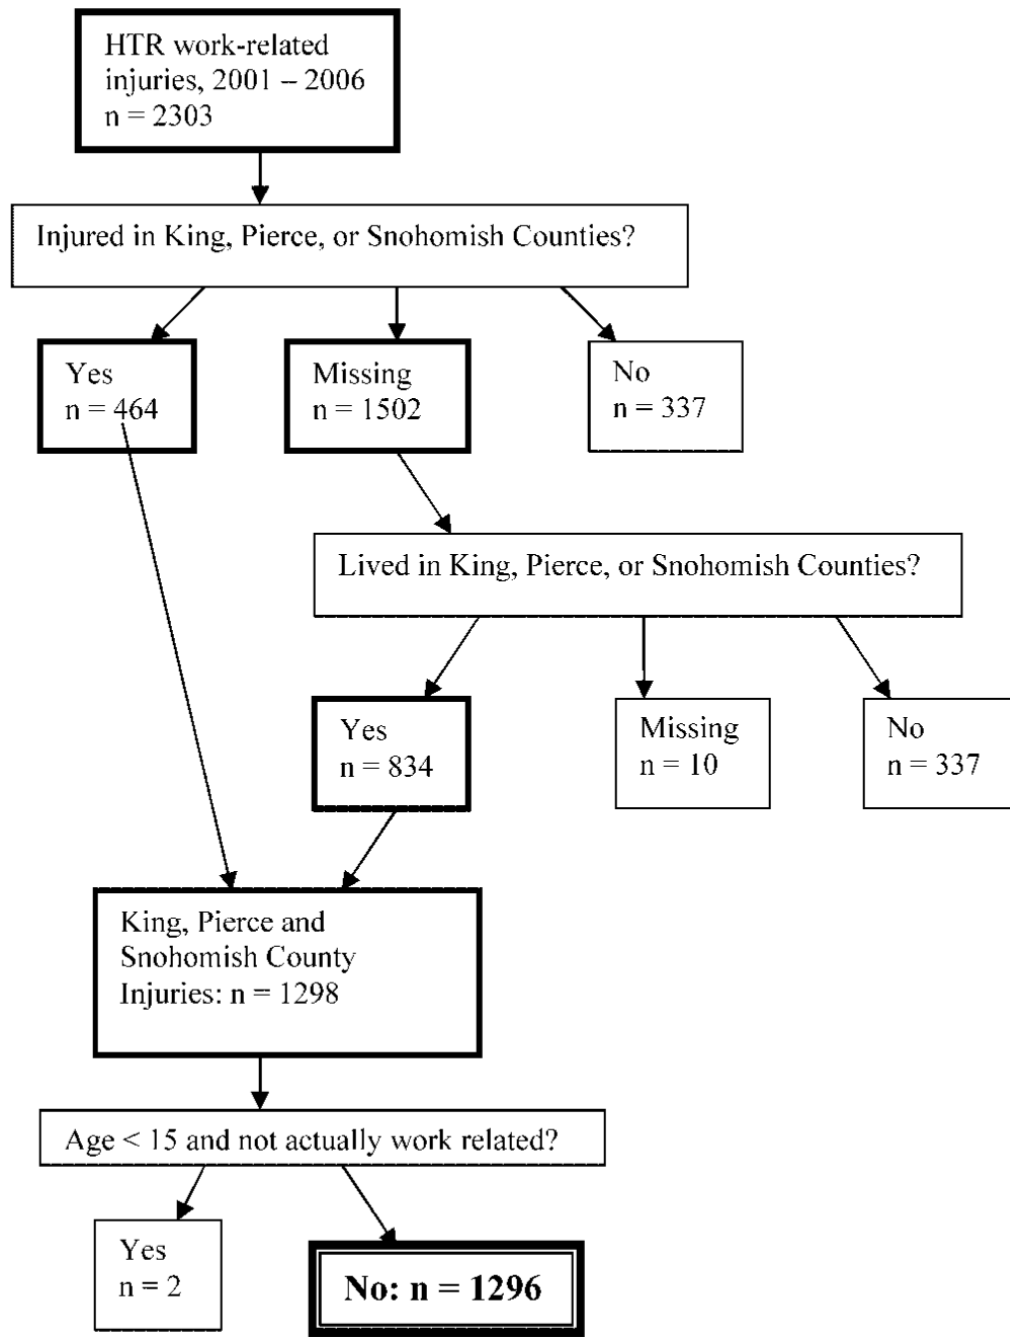 HTR work-related
injuries, 2001 – 2006
n = 2303
Injured in King, Pierce, or Snohomish Counties?
Yes
n = 464
Missing
n = 1502
No
n = 337
Lived in King, Pierce, or Snohomish Counties?
Yes
n = 834
Missing
n = 10
No
n = 337
King, Pierce and
Snohomish County
Injuries: n = 1298
Age < 15 and not actually work related?
Yes
n = 2
No: n = 1296